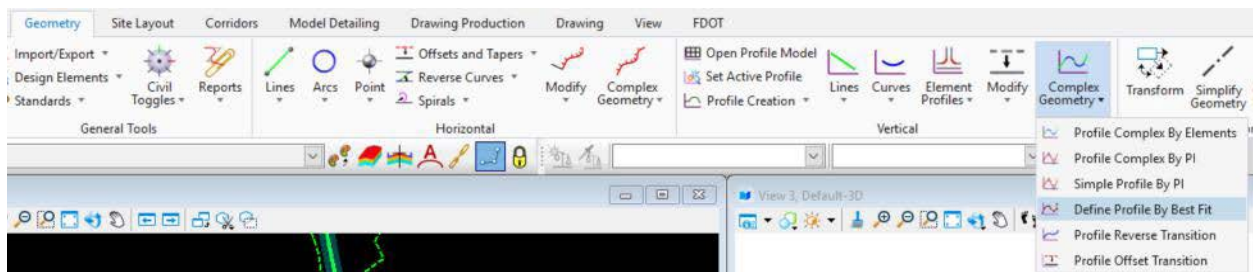 Geometry Site Layout Corridors Model Detailing Drawing Production Drawing View FDOT
Import/Export
Design Elements
Standards
Civil Toggles
Reports
General Tools
Lines
Arcs
Point
Offsets and Tapers
Reverse Curves
Spirals
Modify
Complex Geometry
Horizontal
Open Profile Model
Set Active Profile
Profile Creation
Lines
Curves
Element Profiles
Modify
Complex Geometry
Vertical
Transform
Simplify Geometry
Profile Complex By Elements
Profile Complex By PI
Simple Profile By PI
Define Profile By Best Fit
Profile Reverse Transition
Profile Offset Transition
View 3, Default-3D